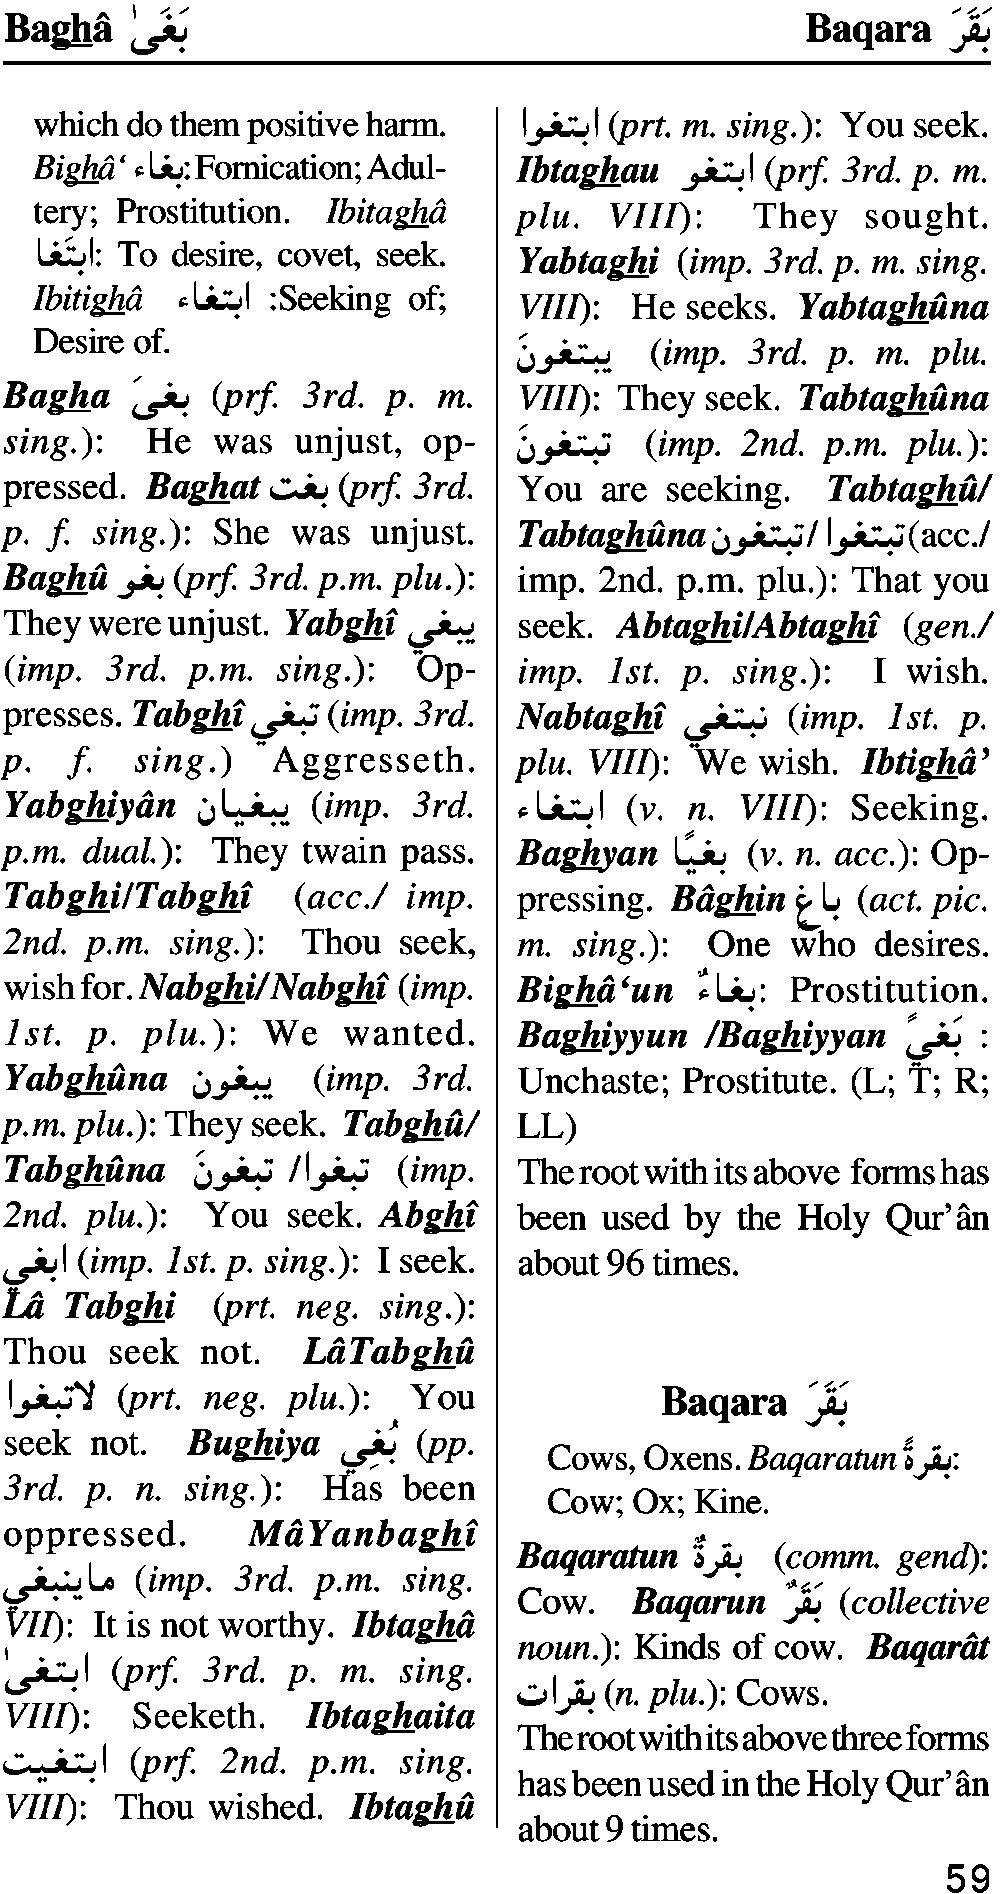 Baghâ بَغَىٰ
Baqara بَقَرَ
which do them positive harm.
Bighâ‘ بغاء: Fornication; Adul-
tery; Prostitution. Ibitaghâ
ابتَغا: To desire, covet, seek.
Ibitighâ ابتغاء :Seeking of;
Desire of.
Bagha بغىَ (prf. 3rd. p. m.
sing.): He was unjust, op-
pressed. Baghat بغت (prf. 3rd.
p. f. sing.): She was unjust.
Baghû بغو (prf. 3rd. p.m. plu.):
They were unjust. Yabghî يبغي
(imp. 3rd. p.m. sing.): Op-
presses. Tabghî تبغي (imp. 3rd.
p. f. sing.) Aggresseth.
Yabghiyân يبغيان (imp. 3rd.
p.m. dual.): They twain pass.
Tabghi/Tabghî (acc./ imp.
2nd. p.m. sing.): Thou seek,
wish for. Nabghi/Nabghî (imp.
1st. p. plu.): We wanted.
Yabghûna يبغون (imp. 3rd.
p.m. plu.): They seek. Tabghû/
Tabghûna تبغوا/ تبغونَ (imp.
2nd. plu.): You seek. Abghî
ابغي (imp. 1st. p. sing.): I seek.
Lâ Tabghi (prt. neg. sing.):
Thou seek not. LâTabghû
لاتبغوا (prt. neg. plu.): You
seek not. Bughiya بُغِي (pp.
3rd. p. n. sing.): Has been
oppressed. MâYanbaghî
ماينبغي (imp. 3rd. p.m. sing.
VII): It is not worthy. Ibtaghâ
ابتغىٰ (prf. 3rd. p. m. sing.
VIII): Seeketh. Ibtaghaita
ابتغيت (prf. 2nd. p.m. sing.
VIII): Thou wished. Ibtaghû
ابتغوا (prt. m. sing.): You seek.
Ibtaghau ابتغو (prf. 3rd. p. m.
plu. VIII): They sought.
Yabtaghi (imp. 3rd. p. m. sing.
VIII): He seeks. Yabtaghûna
يبتغونَ (imp. 3rd. p. m. plu.
VIII): They seek. Tabtaghûna
تبتغونَ (imp. 2nd. p.m. plu.):
You are seeking. Tabtaghû/
Tabtaghûna تبتغوا/ تبتغون (acc./
imp. 2nd. p.m. plu.): That you
seek. Abtaghi/Abtaghî (gen./
imp. 1st. p. sing.): I wish.
Nabtaghî نبتغي (imp. 1st. p.
plu. VIII): We wish. Ibtighâ’
ابتغاء (v. n. VIII): Seeking.
Baghyan بغيًا (v. n. acc.): Op-
pressing. Bâghin باغ (act. pic.
m. sing.): One who desires.
Bighâ‘un بغاءٌ: Prostitution.
Baghiyyun /Baghiyyan بَغيً :
Unchaste; Prostitute. (L; T; R;
LL)
The root with its above forms has
been used by the Holy Qur’ân
about 96 times.
Baqara بَقَرَ
Cows, Oxens. Baqaratun بقرةً:
Cow; Ox; Kine.
Baqaratun بقرةٌ (comm. gend):
Cow. Baqarun بَقَرٌ (collective
noun.): Kinds of cow. Baqarât
بقرات (n. plu.): Cows.
The root with its above three forms
has been used in the Holy Qur’ân
about 9 times.
59